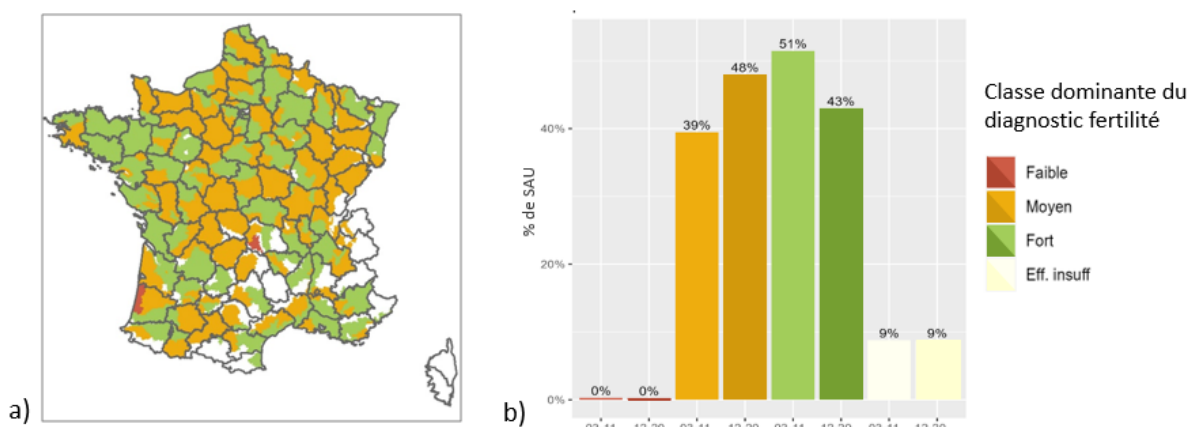 51%
48%
43%
39%
40%
20%
0%
0%
0%
9%
9%
% de SAU
Classe dominante du
diagnostic fertilité
Faible
Moyen
Fort
Eff. insuff
a)
b)